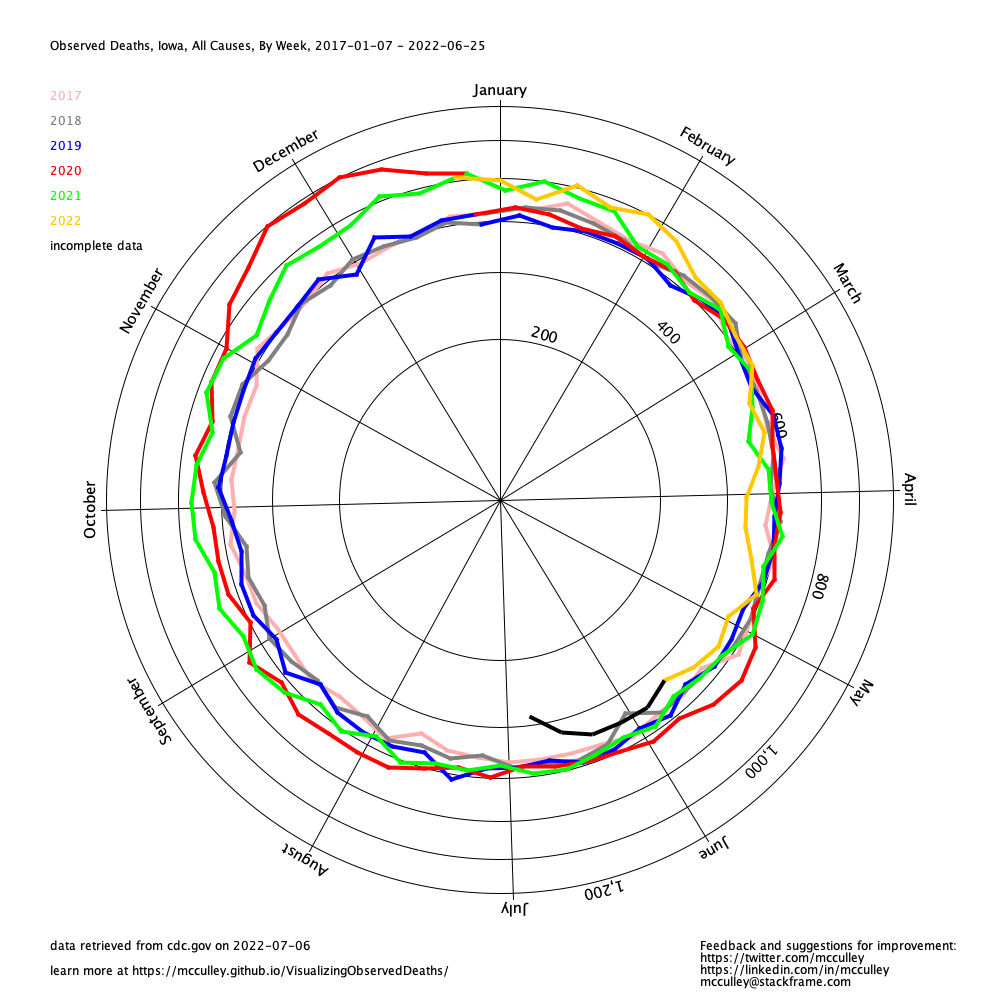 Observed Deaths, Iowa, All Causes, By Week, 2017-01-07 - 2022-06-25
2017
2018
2019
2020
2021
2022
incomplete data
January
February
March
April
May
June
July
August
September
October
November
December
200
400
600
800
1,000
1,200
data retrieved from cdc.gov on 2022-07-06
learn more at https://mcculley.github.io/VisualizingObservedDeaths/
Feedback and suggestions for improvement:
https://twitter.com/mcculley
https://linkedin.com/in/mcculley
mcculley@stackframe.com